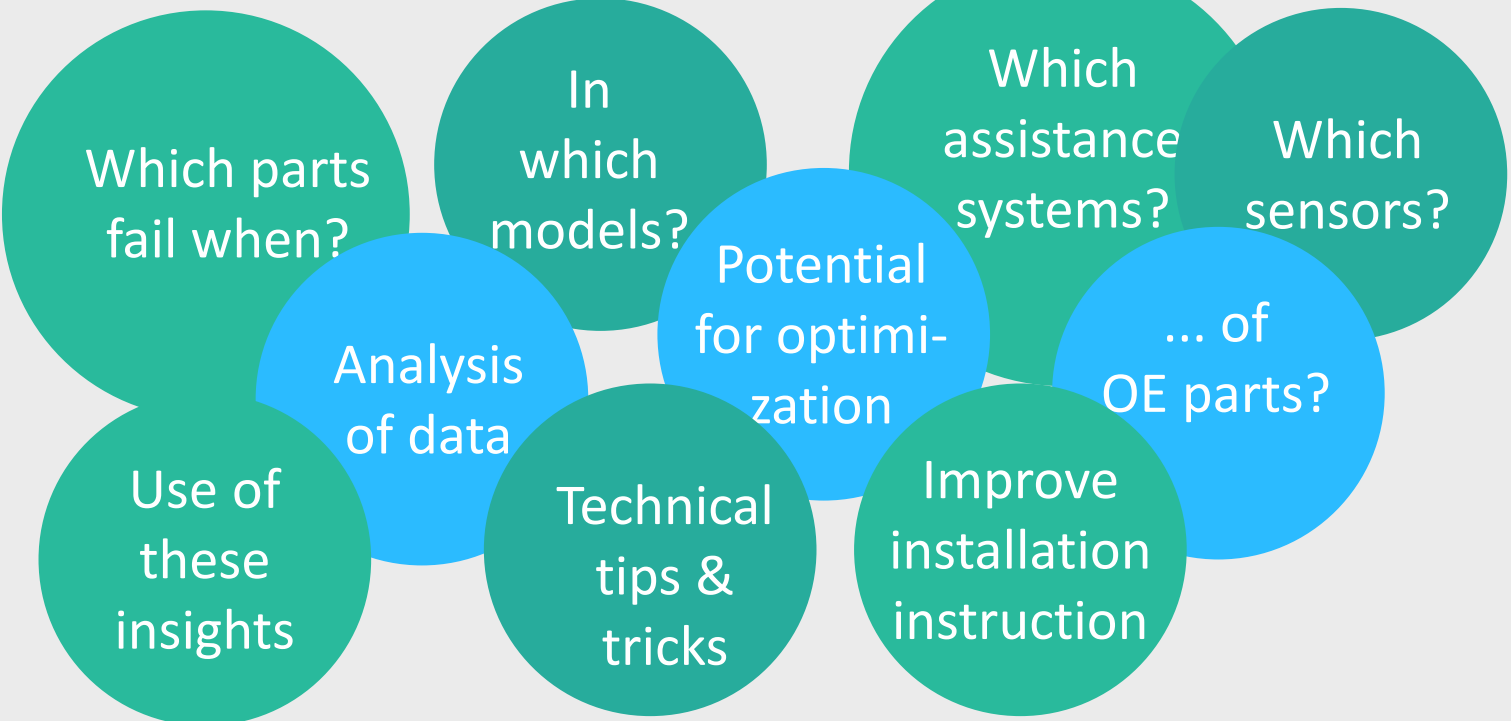 Which parts
fail when?
In
which
models?
Which
assistance
systems?
Which
sensors?
Analysis
of data
Potential
for optimi-
zation
... of
OE parts?
Use of
these
insights
Technical
tips &
tricks
Improve
installation
instruction